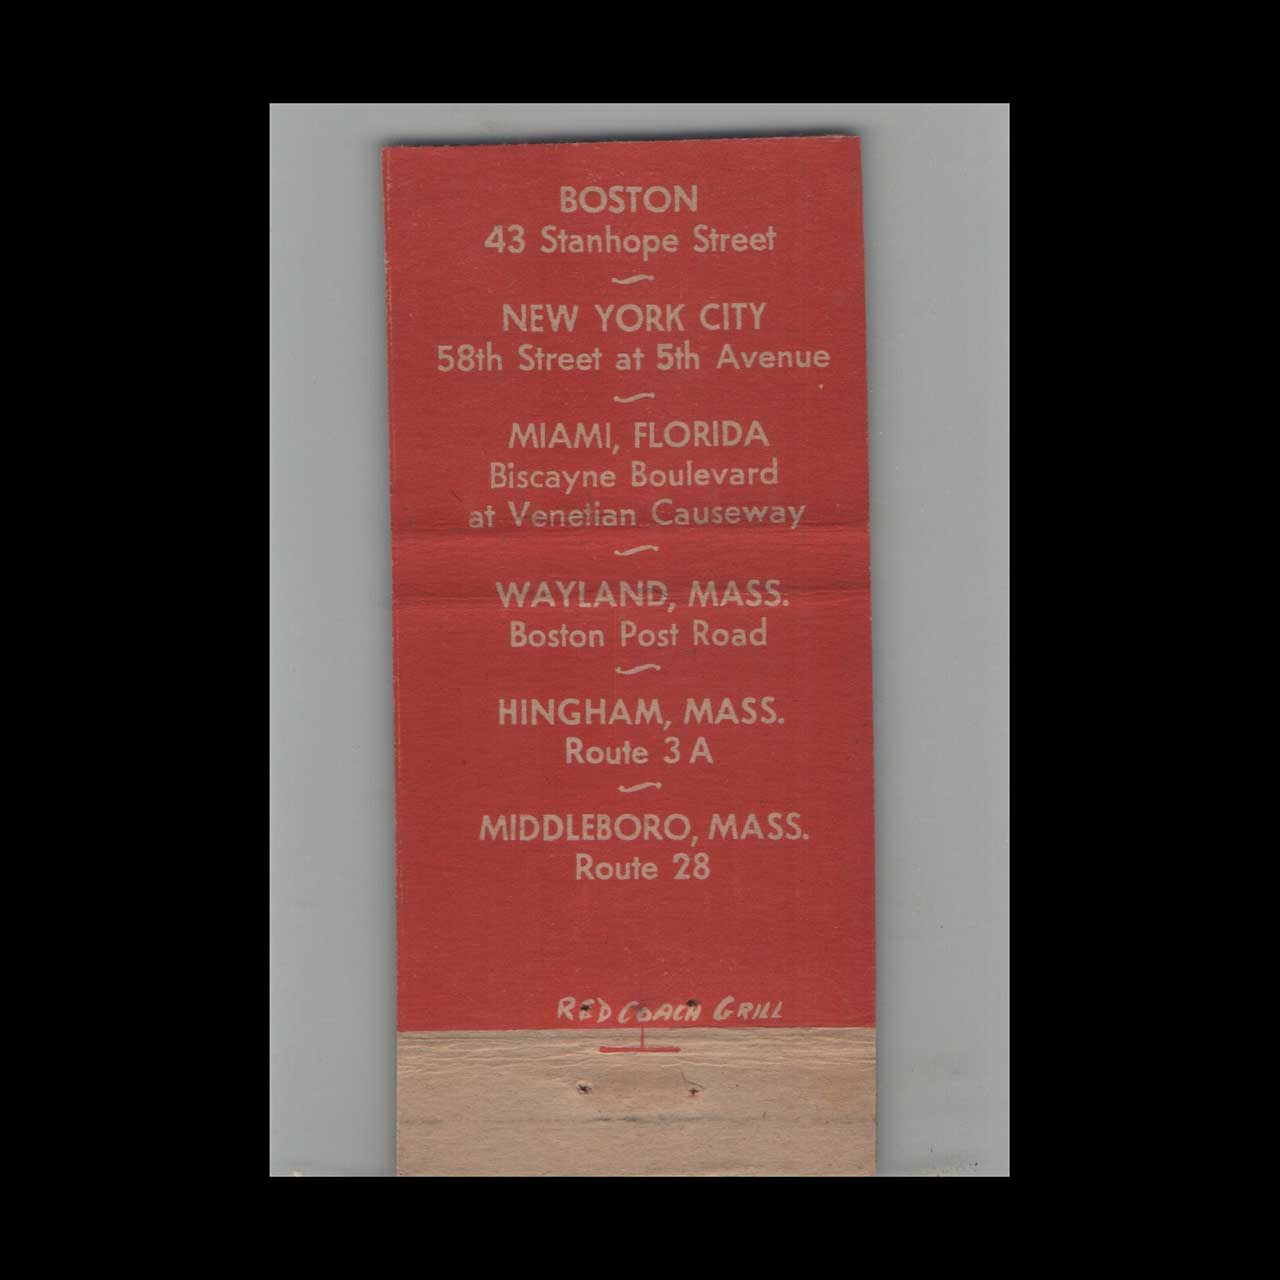 BOSTON
43 Stanhope Street
NEW YORK CITY
58th Street at 5th Avenue
MIAMI, FLORIDA
Biscayne Boulevard
at Venetian Causeway
WAYLAND, MASS.
Boston Post Road
HINGHAM, MASS.
Route 3A
MIDDLEBORO, MASS.
Route 28
RED COACH GRILL